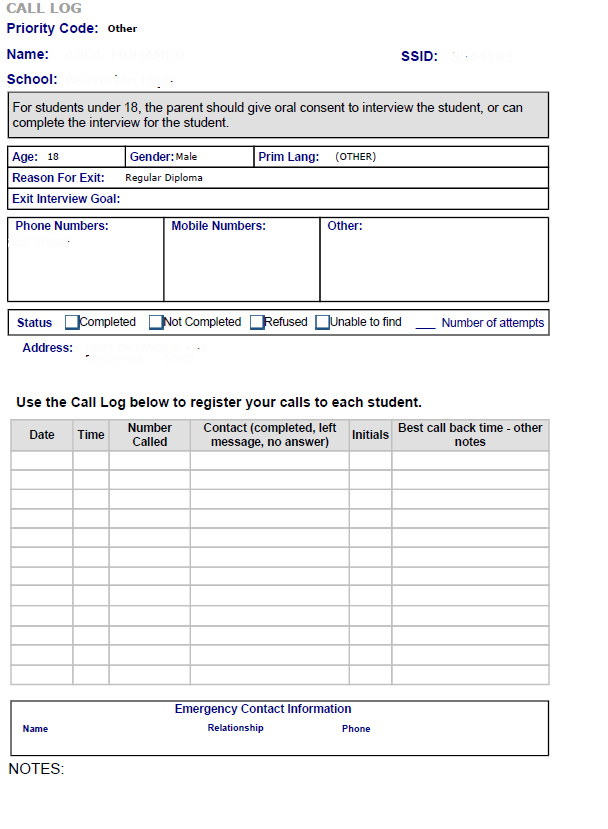 CALL LOG
Priority Code: Other
Name:
SSID:
School:
For students under 18, the parent should give oral consent to interview the student, or can
complete the interview for the student.
Age: 18 Gender: Male Prim Lang: (OTHER)
Reason For Exit: Regular Diploma
Exit Interview Goal:
Phone Numbers: Mobile Numbers: Other:
Status Completed Not Completed Refused Unable to find ___ Number of attempts
Address:
Use the Call Log below to register your calls to each student.
Date Time Number Called Contact (completed, left message, no answer) Initials Best call back time - other notes
Emergency Contact Information
Name Relationship Phone
NOTES: